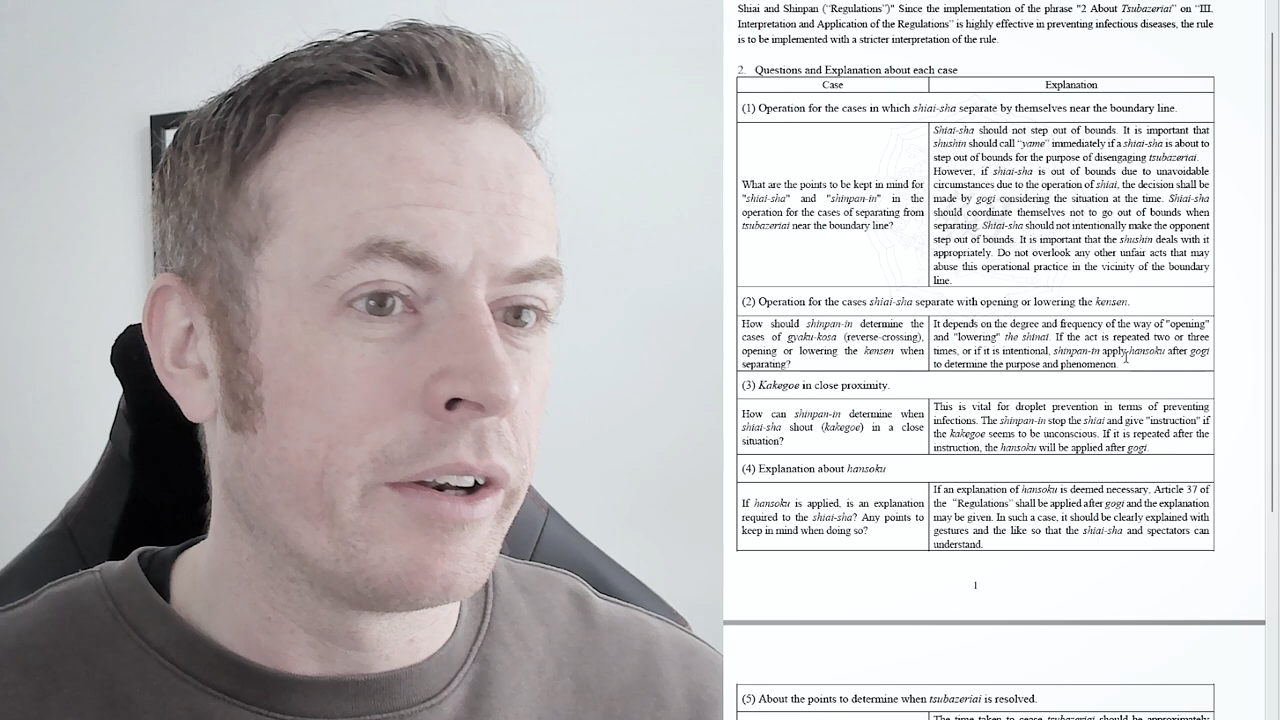 Shiai and Shinpan ("Regulations")" Since the implementation of the phrase "2 About Tsubazeriai" on "III.
Interpretation and Application of the Regulations" is highly effective in preventing infectious diseases, the rule
is to be implemented with a stricter interpretation of the rule.
2. Questions and Explanation about each case
Case
Explanation
(1) Operation for the cases in which shiai-sha separate by themselves near the boundary line.
What are the points to be kept in mind for
"shiai-sha" and "shinpan-in" in the
operation for the cases of separating from
tsubazeriai near the boundary line?
Shiai-sha should not step out of bounds. It is important that
shushin should call "yame" immediately if a shiai-sha is about to
step out of bounds for the purpose of disengaging tsubazeriai.
However, if shiai-sha is out of bounds due to unavoidable
circumstances due to the operation of shiai, the decision shall be
made by gogi considering the situation at the time. Shiai-sha
should coordinate themselves not to go out of bounds when
separating. Shiai-sha should not intentionally make the opponent
step out of bounds. It is important that the shushin deals with it
appropriately. Do not overlook any other unfair acts that may
abuse this operational practice in the vicinity of the boundary
line.
(2) Operation for the cases shiai-sha separate with opening or lowering the kensen.
How should shinpan-in determine the
cases of gyaku-kosa (reverse-crossing),
opening or lowering the kensen when
separating?
It depends on the degree and frequency of the way of "opening"
and "lowering" the shinai. If the act is repeated two or three
times, or if it is intentional, shinpan-in apply hansoku after gogi
to determine the purpose and phenomenon.
(3) Kakegoe in close proximity.
How can shinpan-in determine when
shiai-sha shout (kakegoe) in a close
situation?
This is vital for droplet prevention in terms of preventing
infections. The shinpan-in stop the shiai and give "instruction" if
the kakegoe seems to be unconscious. If it is repeated after the
instruction, the hansoku will be applied after gogi.
(4) Explanation about hansoku
If hansoku is applied, is an explanation
required to the shiai-sha? Any points to
keep in mind when doing so?
If an explanation of hansoku is deemed necessary, Article 37 of
the "Regulations" shall be applied after gogi and the explanation
may be given. In such a case, it should be clearly explained with
gestures and the like so that the shiai-sha and spectators can
understand.
1
(5) About the points to determine when tsubazeriai is resolved.
The time taken to cease tsubazeriai should be approximately